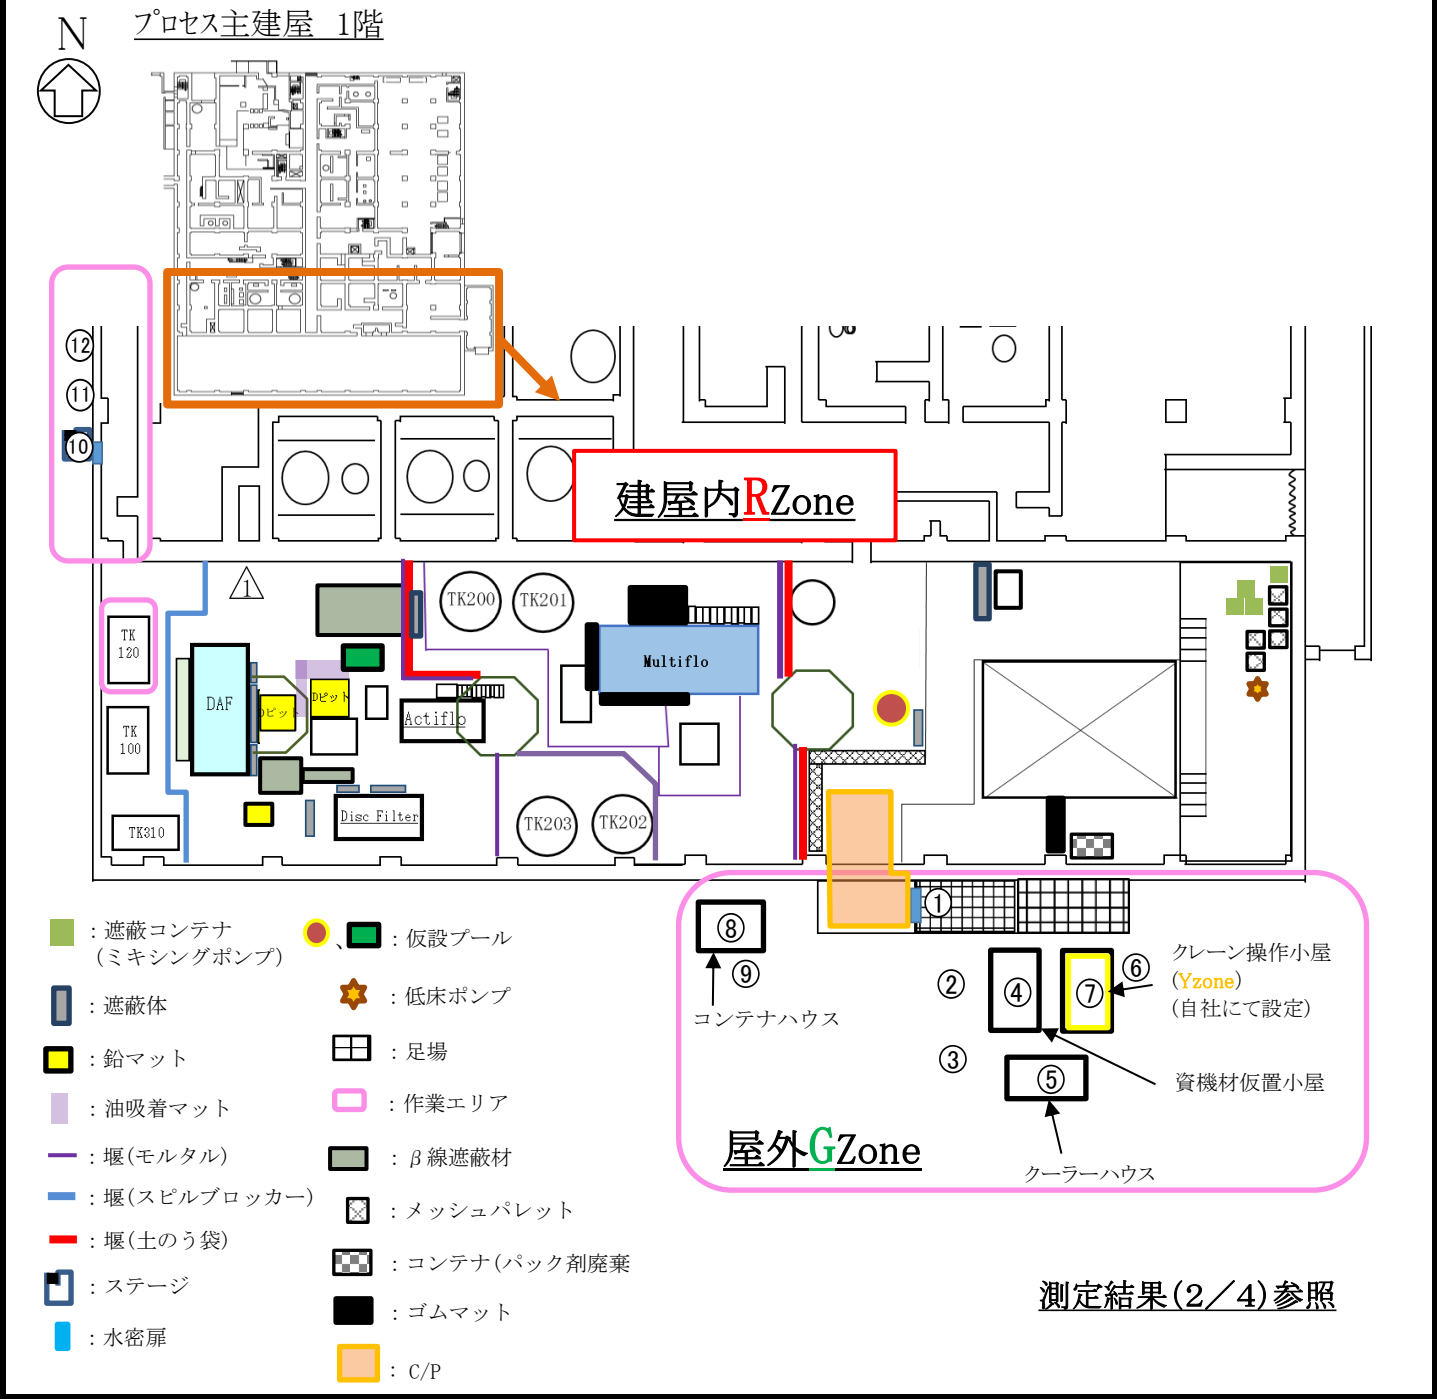 プロセス主建屋 1階
N
⑫
⑪
⑩
建屋内RZone
1
TK200
TK201
TK
120
Multiflo
DAF
Dピット
Dピット
Actiflo
TK
100
TK310
Disc Filter
TK203
TK202
①
⑧
⑨
コンテナハウス
②
④
⑦
⑥
クレーン操作小屋
(Yzone)
(自社にて設定)
③
⑤
資機材仮置小屋
クーラーハウス
屋外GZone
：遮蔽コンテナ
(ミキシングポンプ)
、
：仮設プール
：遮蔽体
：低床ポンプ
：鉛マット
：足場
：油吸着マット
：作業エリア
：堰(モルタル)
：β線遮蔽材
：堰(スピルブロッカー)
：メッシュパレット
：堰(土のう袋)
：コンテナ(パック剤廃棄
：ステージ
：ゴムマット
：水密扉
：C/P
測定結果(2／4)参照